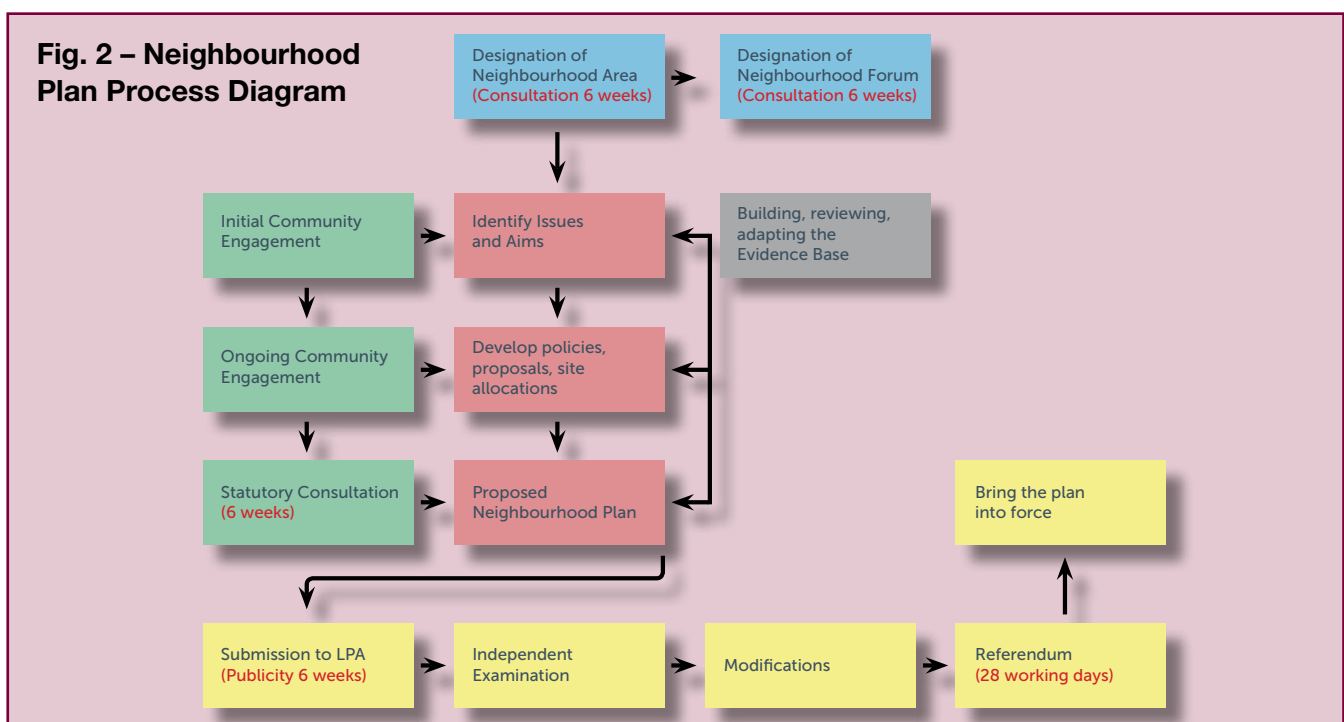 Fig. 2 – Neighbourhood
Plan Process Diagram
Designation of
Neighbourhood Area
(Consultation 6 weeks)
Designation of
Neighbourhood Forum
(Consultation 6 weeks)
Initial Community
Engagement
Identify Issues
and Aims
Building, reviewing,
adapting the
Evidence Base
Ongoing Community
Engagement
Develop policies,
proposals, site
allocations
Statutory Consultation
(6 weeks)
Proposed
Neighbourhood Plan
Bring the plan
into force
Submission to LPA
(Publicity 6 weeks)
Independent
Examination
Modifications
Referendum
(28 working days)